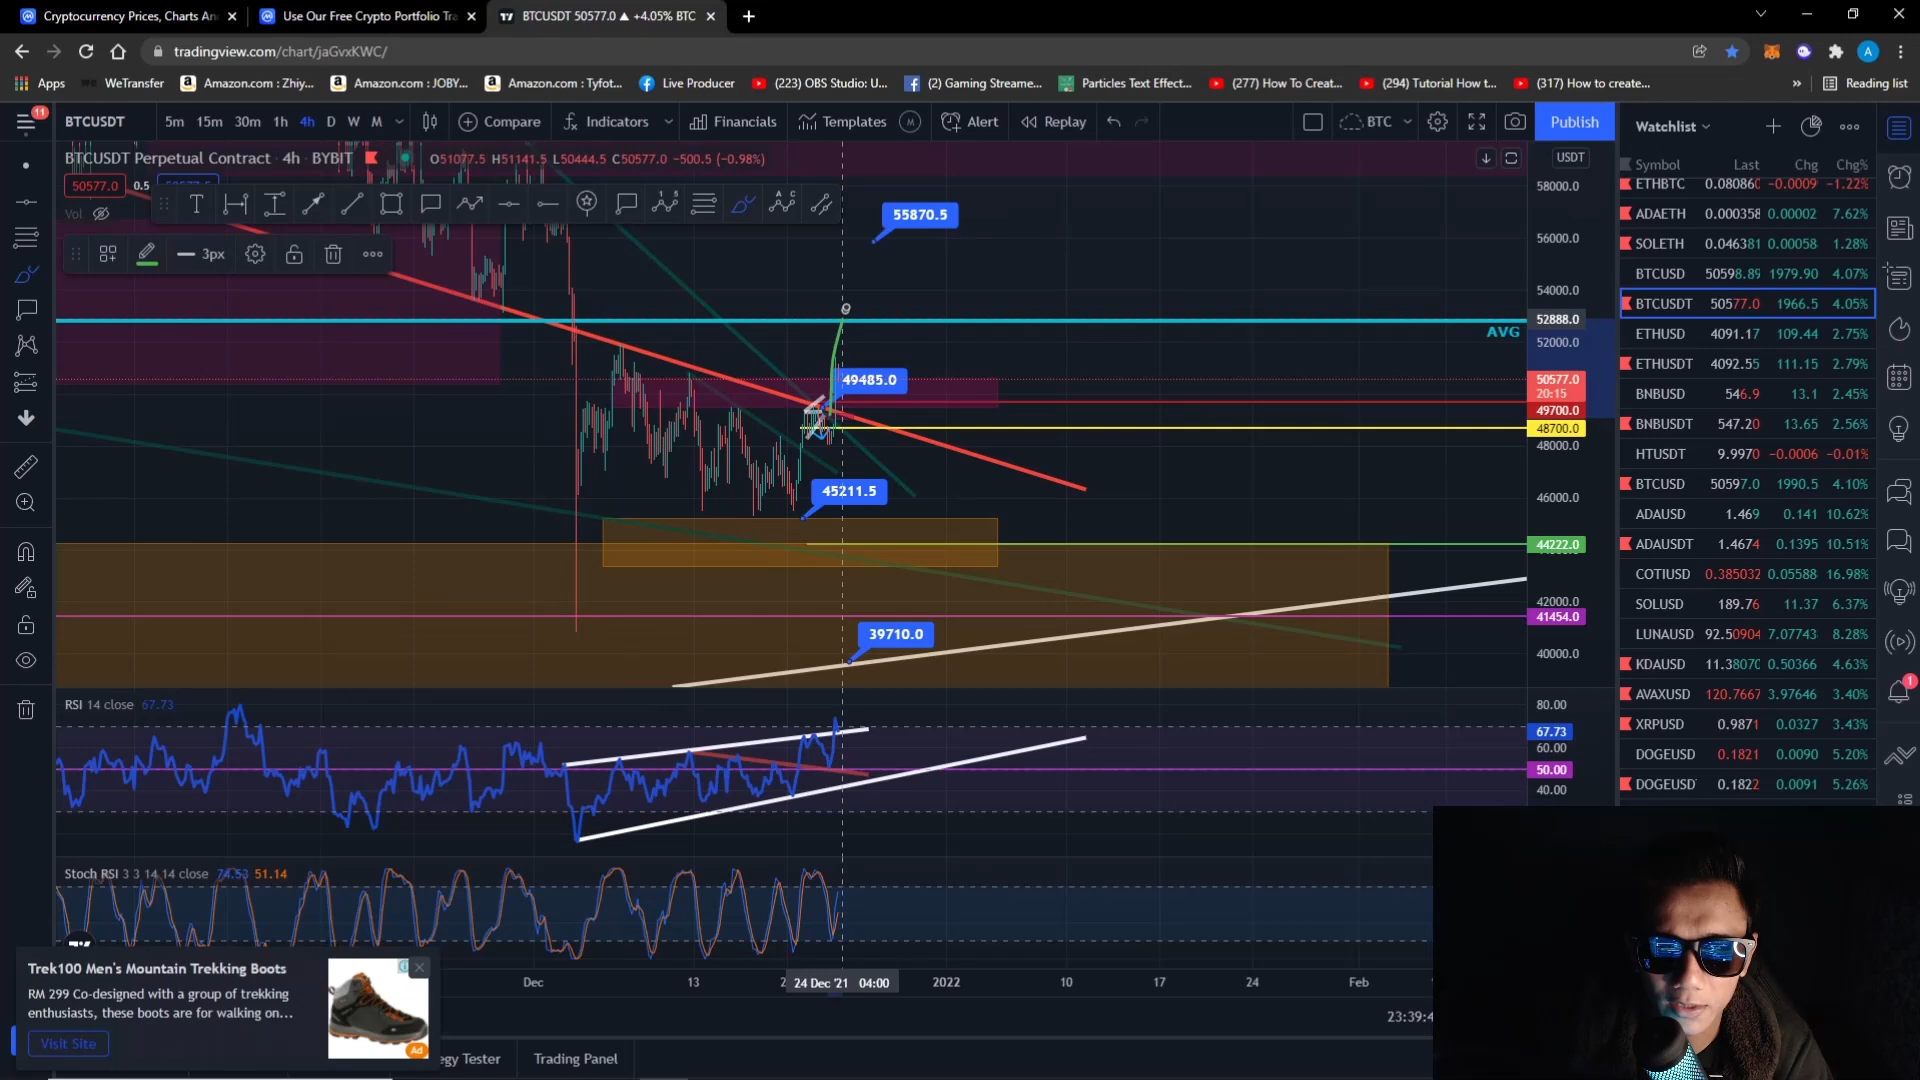 Cryptocurrency Prices, Charts An
Use Our Free Crypto Portfolio Tra
BTCUSDT 50577.0 ▲ +4.05% BTC
tradingview.com/chart/jaGvxKWC/
Apps
WeTransfer
Amazon.com : Zhiy...
Amazon.com : JOBY...
Amazon.com : Tyfot...
Live Producer
(223) OBS Studio: U...
(2) Gaming Streame...
Particles Text Effect...
(277) How To Creat...
(294) Tutorial How t...
(317) How to create...
»
Reading list
11
BTCUSDT
5m 15m 30m 1h 4h D W M
Compare
Indicators
Financials
Templates
M
Alert
Replay
BTC
Publish
Watchlist
BTCUSDT Perpetual Contract · 4h · BYBIT
O51077.5 H51141.5 L50444.5 C50577.0 −500.5 (−0.98%)
50577.0 0.5
Vol
3px
USDT
58000.0
56000.0
54000.0
52888.0
52000.0
50577.0
20:15
49700.0
48700.0
48000.0
46000.0
44222.0
42000.0
41454.0
40000.0
AVG
55870.5
49485.0
45211.5
39710.0
RSI 14 close 67.73
80.00
67.73
60.00
50.00
40.00
Stoch RSI 3 3 14 14 close 74.53 51.14
Dec
13
24 Dec '21 04:00
2022
10
17
24
Feb
23:39:4
Trek100 Men's Mountain Trekking Boots
RM 299 Co-designed with a group of trekking
enthusiasts, these boots are for walking on...
Visit Site
Ad
egy Tester
Trading Panel
Symbol Last Chg Chg%
ETHBTC 0.08086 −0.0009 −1.22%
ADAETH 0.000358 0.00002 7.62%
SOLETH 0.046381 0.00058 1.28%
BTCUSD 50598.89 1979.90 4.07%
BTCUSDT 50577.0 1966.5 4.05%
ETHUSD 4091.17 109.44 2.75%
ETHUSDT 4092.55 111.15 2.79%
BNBUSD 546.9 13.1 2.45%
BNBUSDT 547.20 13.65 2.56%
HTUSDT 9.9970 −0.0006 −0.01%
BTCUSD 50597.0 1990.5 4.10%
ADAUSD 1.469 0.141 10.62%
ADAUSDT 1.4674 0.1395 10.51%
COTIUSD 0.385032 0.05588 16.98%
SOLUSD 189.76 11.37 6.37%
LUNAUSD 92.50904 7.07743 8.28%
KDAUSD 11.38070 0.50366 4.63%
AVAXUSD 120.7667 3.97646 3.40%
XRPUSD 0.9871 0.0327 3.43%
DOGEUSD 0.1821 0.0090 5.20%
DOGEUSD 0.1822 0.0091 5.26%
1